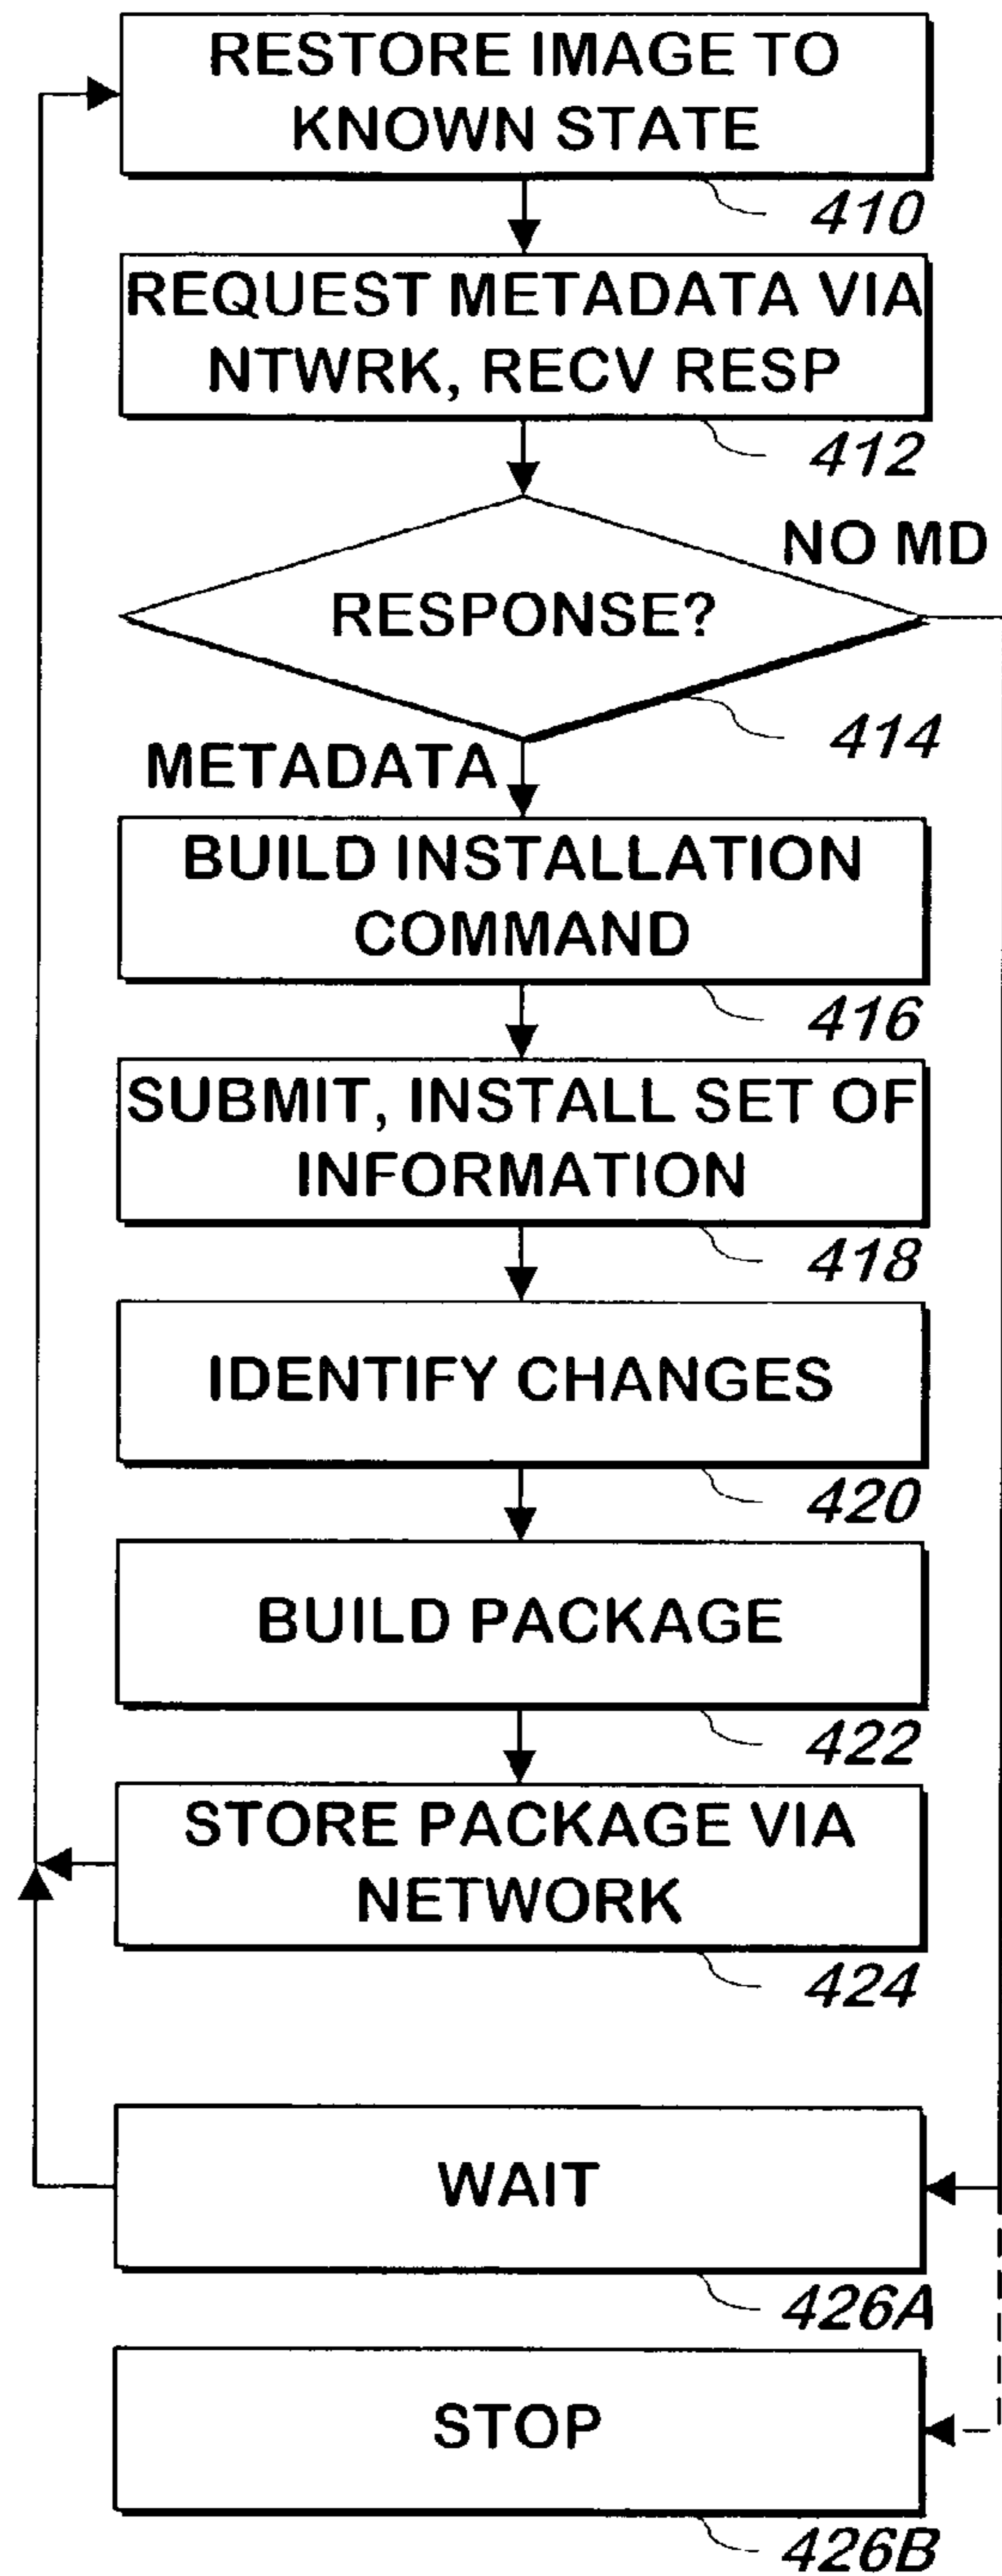 RESTORE IMAGE TO
KNOWN STATE
410
REQUEST METADATA VIA
NTWRK, RECV RESP
412
NO MD
RESPONSE?
414
METADATA
BUILD INSTALLATION
COMMAND
416
SUBMIT, INSTALL SET OF
INFORMATION
418
IDENTIFY CHANGES
420
BUILD PACKAGE
422
STORE PACKAGE VIA
NETWORK
424
WAIT
426A
STOP
426B